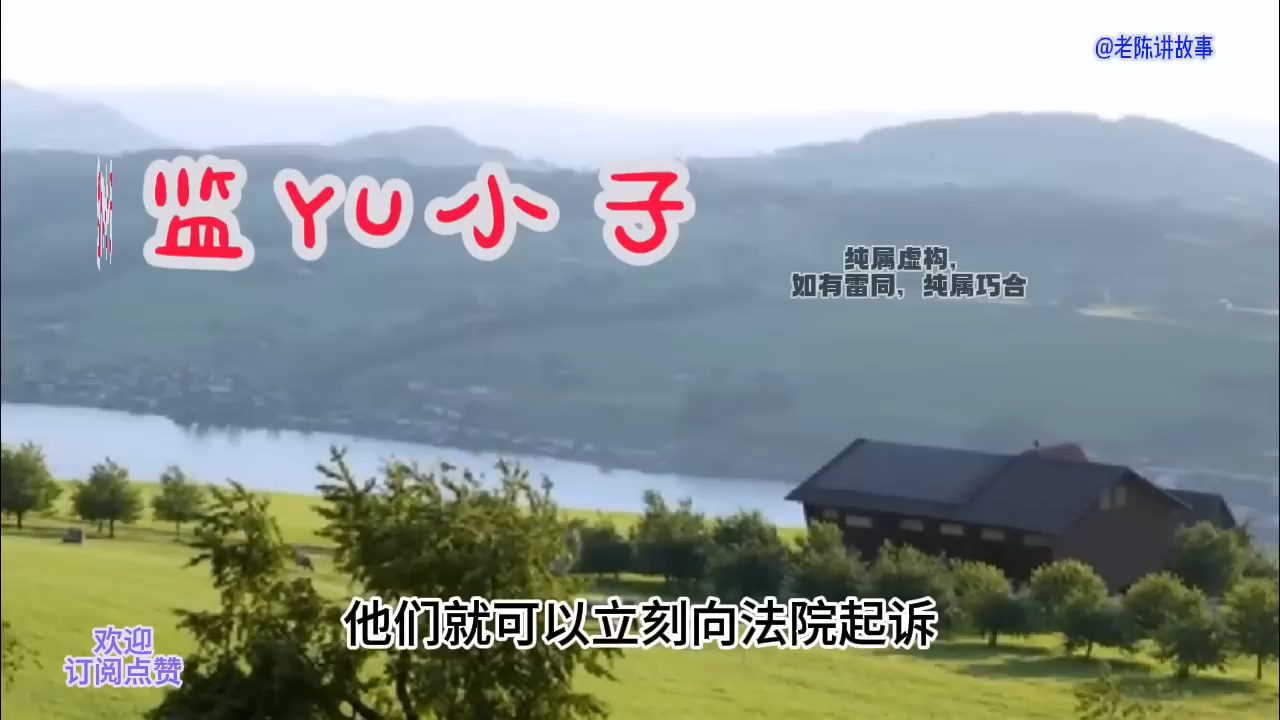 @老陈讲故事
监YU小子
纯属虚构，
如有雷同，纯属巧合
他们就可以立刻向法院起诉
欢迎
订阅点赞